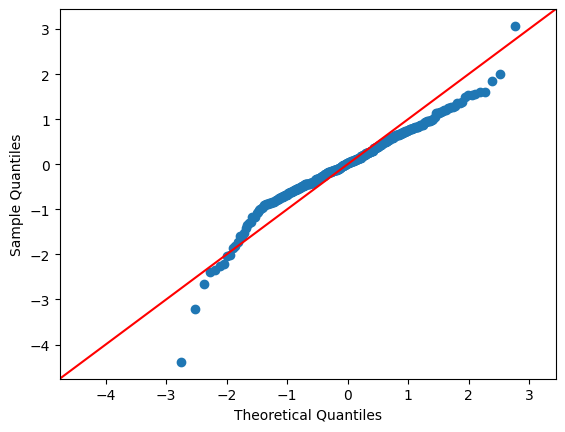 3
2
1
0
−1
−2
−3
−4
Sample Quantiles
−4 −3 −2 −1 0 1 2 3
Theoretical Quantiles